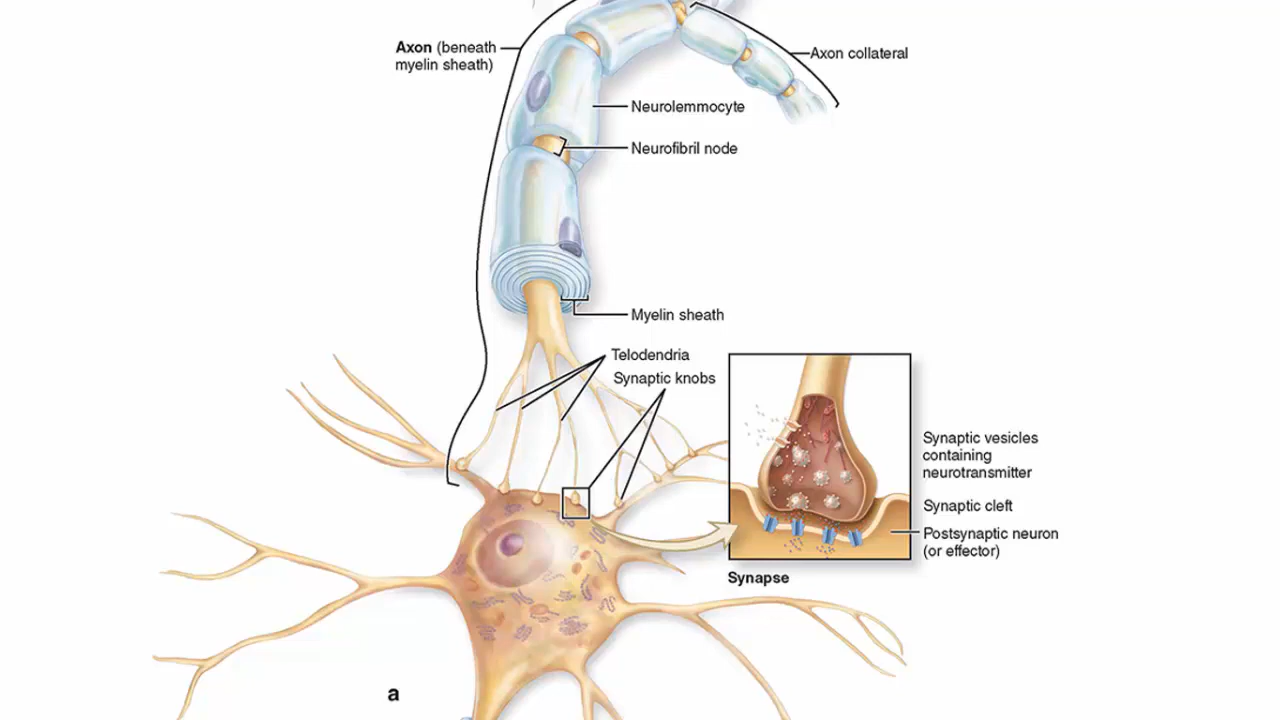 Axon (beneath
myelin sheath)
Axon collateral
Neurolemmocyte
Neurofibril node
Myelin sheath
Telodendria
Synaptic knobs
Synaptic vesicles
containing
neurotransmitter
Synaptic cleft
Postsynaptic neuron
(or effector)
Synapse
a